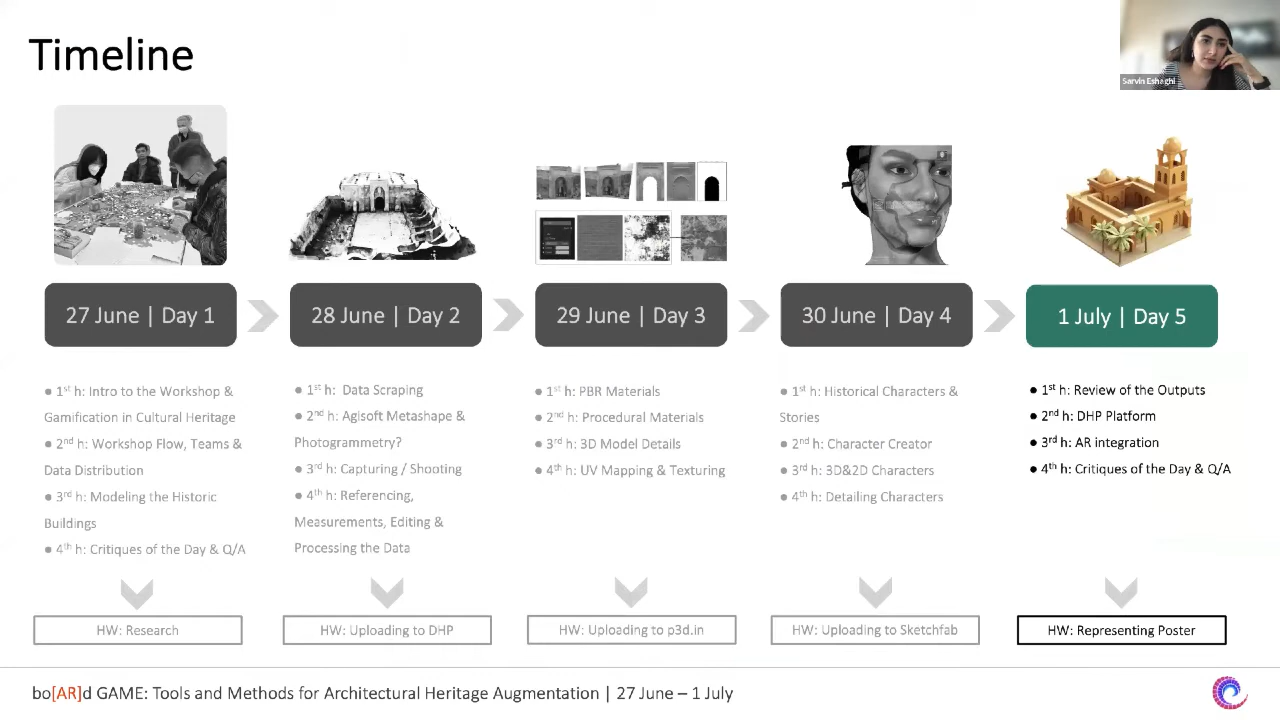 Timeline
Sarvin Eshaghi
27 June | Day 1
28 June | Day 2
29 June | Day 3
30 June | Day 4
1 July | Day 5
● 1st h: Intro to the Workshop &
Gamification in Cultural Heritage
● 2nd h: Workshop Flow, Teams &
Data Distribution
● 3rd h: Modeling the Historic
Buildings
● 4th h: Critiques of the Day & Q/A
● 1st h: Data Scraping
● 2nd h: Agisoft Metashape &
Photogrammetry?
● 3rd h: Capturing / Shooting
● 4th h: Referencing,
Measurements, Editing &
Processing the Data
● 1st h: PBR Materials
● 2nd h: Procedural Materials
● 3rd h: 3D Model Details
● 4th h: UV Mapping & Texturing
● 1st h: Historical Characters &
Stories
● 2nd h: Character Creator
● 3rd h: 3D&2D Characters
● 4th h: Detailing Characters
● 1st h: Review of the Outputs
● 2nd h: DHP Platform
● 3rd h: AR integration
● 4th h: Critiques of the Day & Q/A
HW: Research
HW: Uploading to DHP
HW: Uploading to p3d.in
HW: Uploading to Sketchfab
HW: Representing Poster
bo[AR]d GAME: Tools and Methods for Architectural Heritage Augmentation | 27 June – 1 July